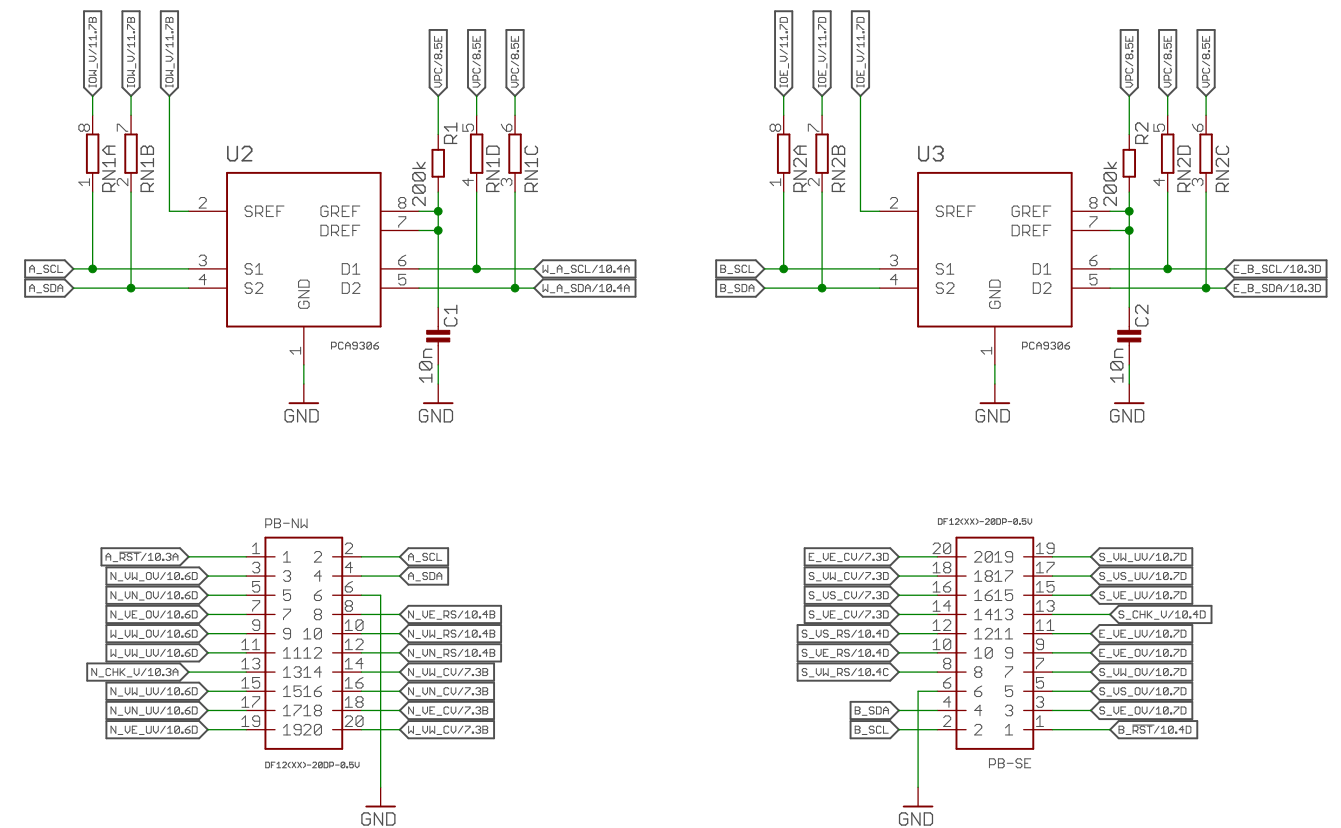 IOW_V/11.7B
IOW_V/11.7B
IOW_V/11.7B
VPC/8.5E
VPC/8.5E
VPC/8.5E
8
RN1A
1
7
RN1B
2
U2
R1
200k
5
RN1D
4
6
RN1C
3
2 SREF GREF 8
DREF 7
A_SCL 3 S1 D1 6 W_A_SCL/10.4A
A_SDA 4 S2 D2 5 W_A_SDA/10.4A
GND
1
PCA9306
C1
10n
GND
GND
IOE_V/11.7D
IOE_V/11.7D
IOE_V/11.7D
VPC/8.5E
VPC/8.5E
VPC/8.5E
8
RN2A
1
7
RN2B
2
U3
R2
200k
5
RN2D
4
6
RN2C
3
2 SREF GREF 8
DREF 7
B_SCL 3 S1 D1 6 E_B_SCL/10.3D
B_SDA 4 S2 D2 5 E_B_SDA/10.3D
GND
1
PCA9306
C2
10n
GND
GND
PB-NW
A_RST/10.3A 1 1 2 2 A_SCL
N_VW_OV/10.6D 3 3 4 4 A_SDA
N_VN_OV/10.6D 5 5 6 6
N_VE_OV/10.6D 7 7 8 8 N_VE_RS/10.4B
W_VW_OV/10.6D 9 9 10 10 N_VW_RS/10.4B
W_VW_UV/10.6D 11 1112 12 N_VN_RS/10.4B
N_CHK_V/10.3A 13 1314 14 N_VW_CV/7.3B
N_VW_UV/10.6D 15 1516 16 N_VN_CV/7.3B
N_VN_UV/10.6D 17 1718 18 N_VE_CV/7.3B
N_VE_UV/10.6D 19 1920 20 W_VW_CV/7.3B
DF12(XX)-20DP-0.5V
GND
DF12(XX)-20DP-0.5V
E_VE_CV/7.3D 20 2019 19 S_VW_UV/10.7D
S_VW_CV/7.3D 18 1817 17 S_VS_UV/10.7D
S_VS_CV/7.3D 16 1615 15 S_VE_UV/10.7D
S_VE_CV/7.3D 14 1413 13 S_CHK_V/10.4D
S_VS_RS/10.4D 12 1211 11 E_VE_UV/10.7D
S_VE_RS/10.4D 10 10 9 9 E_VE_OV/10.7D
S_VW_RS/10.4C 8 8 7 7 S_VW_OV/10.7D
6 6 5 5 S_VS_OV/10.7D
B_SDA 4 4 3 3 S_VE_OV/10.7D
B_SCL 2 2 1 1 B_RST/10.4D
PB-SE
GND